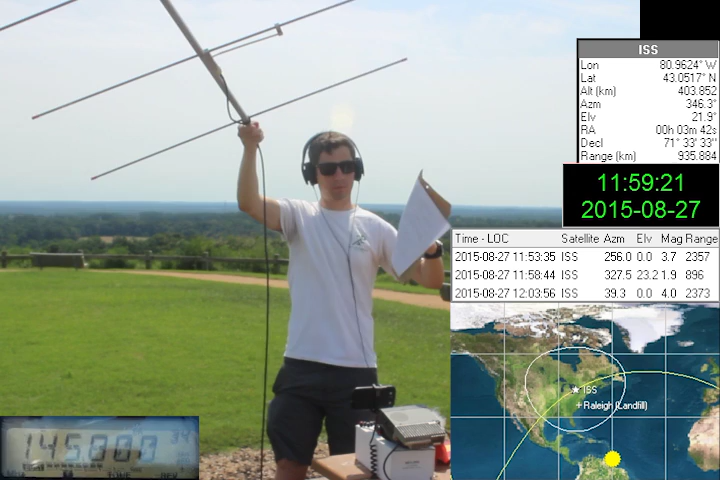 ISS
Lon 80.9624° W
Lat 43.0517° N
Alt (km) 403.852
Azm 346.3°
Elv 21.9°
RA 00h 03m 42s
Decl 71° 33' 33"
Range (km) 935.884
11:59:21
2015-08-27
Time - LOC Satellite Azm Elv Mag Range
2015-08-27 11:53:35 ISS 256.0 0.0 3.7 2357
2015-08-27 11:58:44 ISS 327.5 23.2 1.9 896
2015-08-27 12:03:56 ISS 39.3 0.0 4.0 2373
ISS
Raleigh (Landfill)
145.800